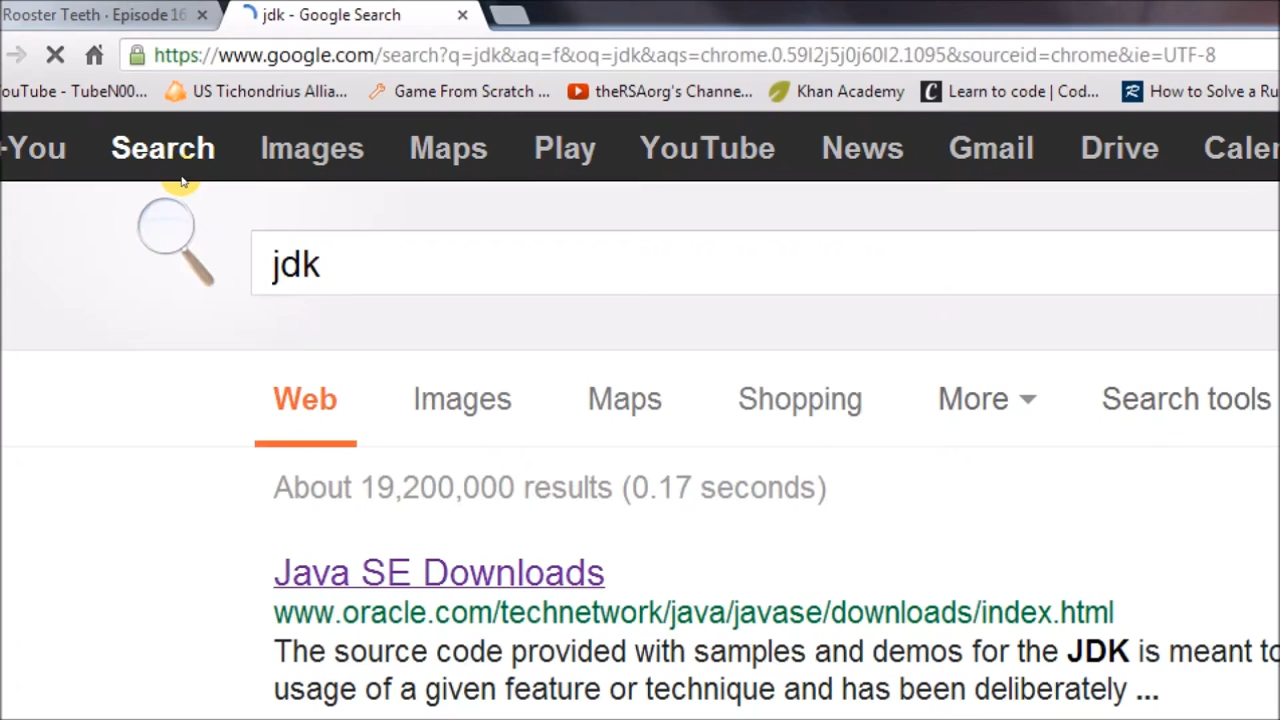 Rooster Teeth · Episode 16
jdk - Google Search
https://www.google.com/search?q=jdk&aq=f&oq=jdk&aqs=chrome.0.59l2j5j0j60l2.1095&sourceid=chrome&ie=UTF-8
ouTube - TubeN00... US Tichondrius Allia... Game From Scratch ... theRSAorg's Channe... Khan Academy Learn to code | Cod... How to Solve a Ru
+You Search Images Maps Play YouTube News Gmail Drive Calen
jdk
Web Images Maps Shopping More Search tools
About 19,200,000 results (0.17 seconds)
Java SE Downloads
www.oracle.com/technetwork/java/javase/downloads/index.html
The source code provided with samples and demos for the JDK is meant to
usage of a given feature or technique and has been deliberately ...